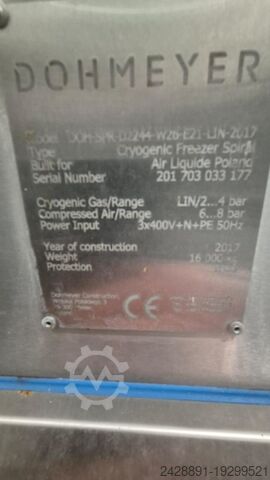 DOHMEYER
Model DOH-SPR-D2244-W26-E21-LIN-2017
Type Cryogenic Freezer Spiral
Built for Air Liquide Poland
Serial Number 201 703 033 177
Cryogenic Gas/Range LIN/2...4 bar
Compressed Air/Range 6...8 bar
Power Input 3x400V+N+PE 50Hz
Year of construction 2017
Weight 16 000
Protection
Dohmeyer Construction
CE
2428891-19299521